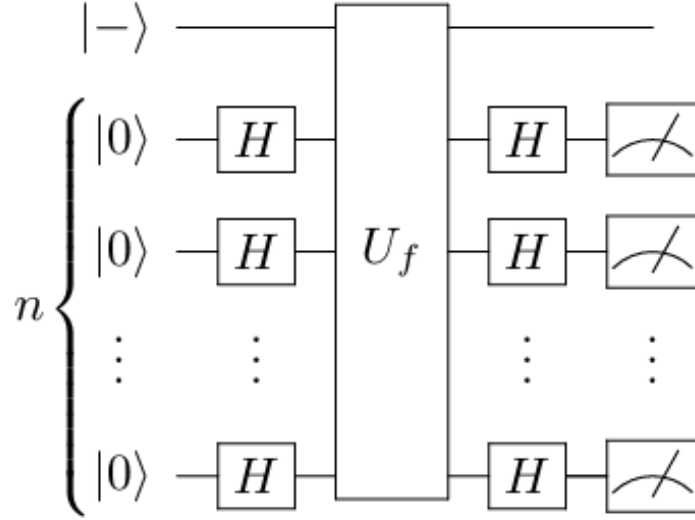 |−⟩
|0⟩ H H
|0⟩ H U_f H
n
⋮ ⋮ ⋮ ⋮
|0⟩ H H